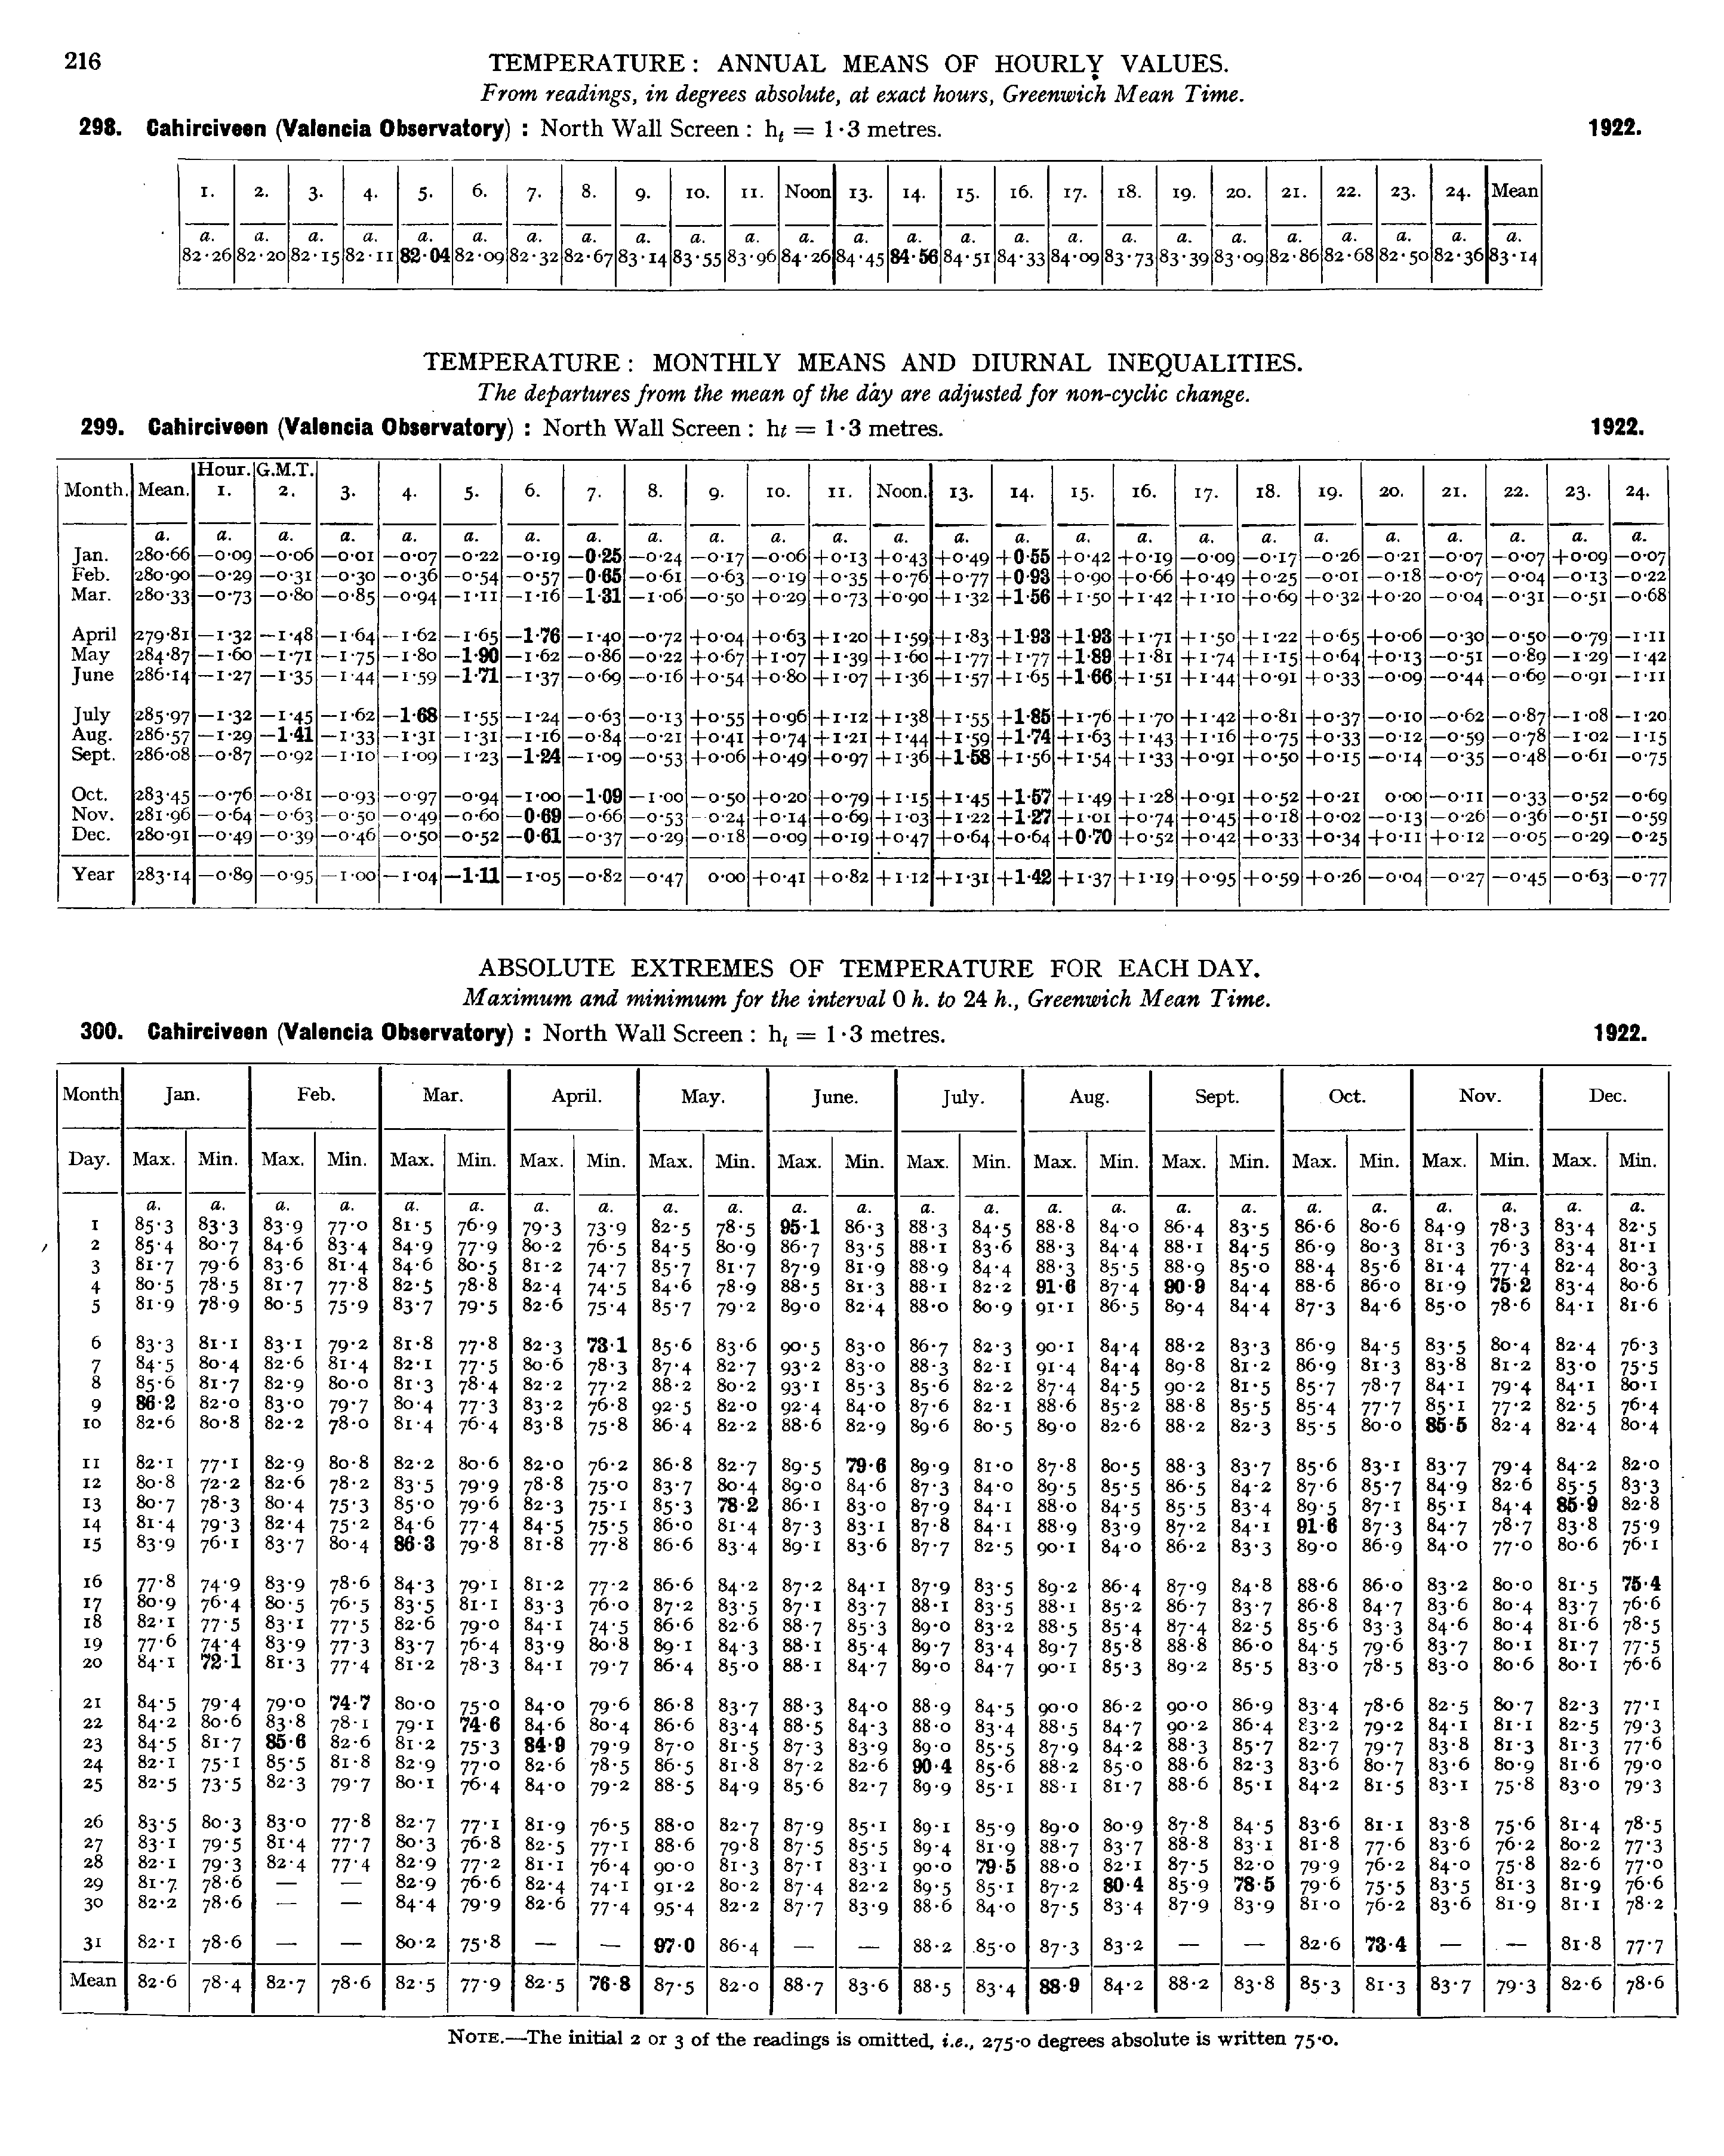 216
TEMPERATURE: ANNUAL MEANS OF HOURLY VALUES.
From readings, in degrees absolute, at exact hours, Greenwich Mean Time.
298. Cahirciveen (Valencia Observatory) : North Wall Screen : ht = 1·3 metres. 1922.
1. 2. 3. 4. 5. 6. 7. 8. 9. 10. 11. Noon 13. 14. 15. 16. 17. 18. 19. 20. 21. 22. 23. 24. Mean
a. a. a. a. a. a. a. a. a. a. a. a. a. a. a. a. a. a. a. a. a. a. a. a. a.
82·26 82·20 82·15 82·11 82·04 82·09 82·32 82·67 83·14 83·55 83·96 84·26 84·45 84·56 84·51 84·33 84·09 83·73 83·39 83·09 82·86 82·68 82·50 82·36 83·14
TEMPERATURE: MONTHLY MEANS AND DIURNAL INEQUALITIES.
The departures from the mean of the day are adjusted for non-cyclic change.
299. Cahirciveen (Valencia Observatory) : North Wall Screen : ht = 1·3 metres. 1922.
Hour. G.M.T.
Month. Mean. 1. 2. 3. 4. 5. 6. 7. 8. 9. 10. 11. Noon. 13. 14. 15. 16. 17. 18. 19. 20. 21. 22. 23. 24.
a. a. a. a. a. a. a. a. a. a. a. a. a. a. a. a. a. a. a. a. a. a. a. a. a.
Jan. 280·66 −0·09 −0·06 −0·01 −0·07 −0·22 −0·19 −0·25 −0·24 −0·17 −0·06 +0·13 +0·43 +0·49 +0·55 +0·42 +0·19 −0·09 −0·17 −0·26 −0·21 −0·07 −0·07 +0·09 −0·07
Feb. 280·90 −0·29 −0·31 −0·30 −0·36 −0·54 −0·57 −0·65 −0·61 −0·63 −0·19 +0·35 +0·76 +0·77 +0·93 +0·90 +0·66 +0·49 +0·25 −0·01 −0·18 −0·07 −0·04 −0·13 −0·22
Mar. 280·33 −0·73 −0·80 −0·85 −0·94 −1·11 −1·16 −1·31 −1·06 −0·50 +0·29 +0·73 +0·90 +1·32 +1·56 +1·50 +1·42 +1·10 +0·69 +0·32 +0·20 −0·04 −0·31 −0·51 −0·68
April 279·81 −1·32 −1·48 −1·64 −1·62 −1·65 −1·76 −1·40 −0·72 +0·04 +0·63 +1·20 +1·59 +1·83 +1·93 +1·93 +1·71 +1·50 +1·22 +0·65 +0·06 −0·30 −0·50 −0·79 −1·11
May 284·87 −1·60 −1·71 −1·75 −1·80 −1·90 −1·62 −0·86 −0·22 +0·67 +1·07 +1·39 +1·60 +1·77 +1·77 +1·89 +1·81 +1·74 +1·15 +0·64 +0·13 −0·51 −0·89 −1·29 −1·42
June 286·14 −1·27 −1·35 −1·44 −1·59 −1·71 −1·37 −0·69 −0·16 +0·54 +0·80 +1·07 +1·36 +1·57 +1·65 +1·66 +1·51 +1·44 +0·91 +0·33 −0·09 −0·44 −0·69 −0·91 −1·11
July 285·97 −1·32 −1·45 −1·62 −1·68 −1·55 −1·24 −0·63 −0·13 +0·55 +0·96 +1·12 +1·38 +1·55 +1·85 +1·76 +1·70 +1·42 +0·81 +0·37 −0·10 −0·62 −0·87 −1·08 −1·20
Aug. 286·57 −1·29 −1·41 −1·33 −1·31 −1·31 −1·16 −0·84 −0·21 +0·41 +0·74 +1·21 +1·44 +1·59 +1·74 +1·63 +1·43 +1·16 +0·75 +0·33 −0·12 −0·59 −0·78 −1·02 −1·15
Sept. 286·08 −0·87 −0·92 −1·10 −1·09 −1·23 −1·24 −1·09 −0·53 +0·06 +0·49 +0·97 +1·36 +1·58 +1·56 +1·54 +1·33 +0·91 +0·50 +0·15 −0·14 −0·35 −0·48 −0·61 −0·75
Oct. 283·45 −0·76 −0·81 −0·93 −0·97 −0·94 −1·00 −1·09 −1·00 −0·50 +0·20 +0·79 +1·15 +1·45 +1·57 +1·49 +1·28 +0·91 +0·52 +0·21 0·00 −0·11 −0·33 −0·52 −0·69
Nov. 281·96 −0·64 −0·63 −0·50 −0·49 −0·60 −0·69 −0·66 −0·53 −0·24 +0·14 +0·69 +1·03 +1·22 +1·27 +1·01 +0·74 +0·45 +0·18 +0·02 −0·13 −0·26 −0·36 −0·51 −0·59
Dec. 280·91 −0·49 −0·39 −0·46 −0·50 −0·52 −0·61 −0·37 −0·29 −0·18 −0·09 +0·19 +0·47 +0·64 +0·64 +0·70 +0·52 +0·42 +0·33 +0·34 +0·11 +0·12 −0·05 −0·29 −0·25
Year 283·14 −0·89 −0·95 −1·00 −1·04 −1·11 −1·05 −0·82 −0·47 0·00 +0·41 +0·82 +1·12 +1·31 +1·42 +1·37 +1·19 +0·95 +0·59 +0·26 −0·04 −0·27 −0·45 −0·63 −0·77
ABSOLUTE EXTREMES OF TEMPERATURE FOR EACH DAY.
Maximum and minimum for the interval 0 h. to 24 h., Greenwich Mean Time.
300. Cahirciveen (Valencia Observatory) : North Wall Screen : ht = 1·3 metres. 1922.
Month Jan. Feb. Mar. April. May. June. July. Aug. Sept. Oct. Nov. Dec.
Day. Max. Min. Max. Min. Max. Min. Max. Min. Max. Min. Max. Min. Max. Min. Max. Min. Max. Min. Max. Min. Max. Min. Max. Min.
a. a. a. a. a. a. a. a. a. a. a. a. a. a. a. a. a. a. a. a. a. a. a. a.
1 85·3 83·3 83·9 77·0 81·5 76·9 79·3 73·9 82·5 78·5 95·1 86·3 88·3 84·5 88·8 84·0 86·4 83·5 86·6 80·6 84·9 78·3 83·4 82·5
2 85·4 80·7 84·6 83·4 84·9 77·9 80·2 76·5 84·5 80·9 86·7 83·5 88·1 83·6 88·3 84·4 88·1 84·5 86·9 80·3 81·3 76·3 83·4 81·1
3 81·7 79·6 83·6 81·4 84·6 80·5 81·2 74·7 85·7 81·7 87·9 81·9 88·9 84·4 88·3 85·5 88·9 85·0 88·4 85·6 81·4 77·4 82·4 80·3
4 80·5 78·5 81·7 77·8 82·5 78·8 82·4 74·5 84·6 78·9 88·5 81·3 88·1 82·2 91·6 87·4 90·9 84·4 88·6 86·0 81·9 75·2 83·4 80·6
5 81·9 78·9 80·5 75·9 83·7 79·5 82·6 75·4 85·7 79·2 89·0 82·4 88·0 80·9 91·1 86·5 89·4 84·4 87·3 84·6 85·0 78·6 84·1 81·6
6 83·3 81·1 83·1 79·2 81·8 77·8 82·3 73·1 85·6 83·6 90·5 83·0 86·7 82·3 90·1 84·4 88·2 83·3 86·9 84·5 83·5 80·4 82·4 76·3
7 84·5 80·4 82·6 81·4 82·1 77·5 80·6 78·3 87·4 82·7 93·2 83·0 88·3 82·1 91·4 84·4 89·8 81·2 86·9 81·3 83·8 81·2 83·0 75·5
8 85·6 81·7 82·9 80·0 81·3 78·4 82·2 77·2 88·2 80·2 93·1 85·3 85·6 82·2 87·4 84·5 90·2 81·5 85·7 78·7 84·1 79·4 84·1 80·1
9 86·2 82·0 83·0 79·7 80·4 77·3 83·2 76·8 92·5 82·0 92·4 84·0 87·6 82·1 88·6 85·2 88·8 85·5 85·4 77·7 85·1 77·2 82·5 76·4
10 82·6 80·8 82·2 78·0 81·4 76·4 83·8 75·8 86·4 82·2 88·6 82·9 89·6 80·5 89·0 82·6 88·2 82·3 85·5 80·0 85·5 82·4 82·4 80·4
11 82·1 77·1 82·9 80·8 82·2 80·6 82·0 76·2 86·8 82·7 89·5 79·6 89·9 81·0 87·8 80·5 88·3 83·7 85·6 83·1 83·7 79·4 84·2 82·0
12 80·8 72·2 82·6 78·2 83·5 79·9 78·8 75·0 83·7 80·4 89·0 84·6 87·3 84·0 89·5 85·5 86·5 84·2 87·6 85·7 84·9 82·6 85·5 83·3
13 80·7 78·3 80·4 75·3 85·0 79·6 82·3 75·1 85·3 78·2 86·1 83·0 87·9 84·1 88·0 84·5 85·5 83·4 89·5 87·1 85·1 84·4 85·9 82·8
14 81·4 79·3 82·4 75·2 84·6 77·4 84·5 75·5 86·0 81·4 87·3 83·1 87·8 84·1 88·9 83·9 87·2 84·1 91·6 87·3 84·7 78·7 83·8 75·9
15 83·9 76·1 83·7 80·4 86·3 79·8 81·8 77·8 86·6 83·4 89·1 83·6 87·7 82·5 90·1 84·0 86·2 83·3 89·0 86·9 84·0 77·0 80·6 76·1
16 77·8 74·9 83·9 78·6 84·3 79·1 81·2 77·2 86·6 84·2 87·2 84·1 87·9 83·5 89·2 86·4 87·9 84·8 88·6 86·0 83·2 80·0 81·5 75·4
17 80·9 76·4 80·5 76·5 83·5 81·1 83·3 76·0 87·2 83·5 87·1 83·7 88·1 83·5 88·1 85·2 86·7 83·7 86·8 84·7 83·6 80·4 83·7 76·6
18 82·1 77·5 83·1 77·5 82·6 79·0 84·1 74·5 86·6 82·6 88·7 85·3 89·0 83·2 88·5 85·4 87·4 82·5 85·6 83·3 84·6 80·4 81·6 78·5
19 77·6 74·4 83·9 77·3 83·7 76·4 83·9 80·8 89·1 84·3 88·1 85·4 89·7 83·4 89·7 85·8 88·8 86·0 84·5 79·6 83·7 80·1 81·7 77·5
20 84·1 72·1 81·3 77·4 81·2 78·3 84·1 79·7 86·4 85·0 88·1 84·7 89·0 84·7 90·1 85·3 89·2 85·5 83·0 78·5 83·0 80·6 80·1 76·6
21 84·5 79·4 79·0 74·7 80·0 75·0 84·0 79·6 86·8 83·7 88·3 84·0 88·9 84·5 90·0 86·2 90·0 86·9 83·4 78·6 82·5 80·7 82·3 77·1
22 84·2 80·6 83·8 78·1 79·1 74·6 84·6 80·4 86·6 83·4 88·5 84·3 88·0 83·4 88·5 84·7 90·2 86·4 83·2 79·2 84·1 81·1 82·5 79·3
23 84·5 81·7 85·6 82·6 81·2 75·3 84·9 79·9 87·0 81·5 87·3 83·9 89·0 85·5 87·9 84·2 88·3 85·7 82·7 79·7 83·8 81·3 81·3 77·6
24 82·1 75·1 85·5 81·8 82·9 77·0 82·6 78·5 86·5 81·8 87·2 82·6 90·4 85·6 88·2 85·0 88·6 82·3 83·6 80·7 83·6 80·9 81·6 79·0
25 82·5 73·5 82·3 79·7 80·1 76·4 84·0 79·2 88·5 84·9 85·6 82·7 89·9 85·1 88·1 81·7 88·6 85·1 84·2 81·5 83·1 75·8 83·0 79·3
26 83·5 80·3 83·0 77·8 82·7 77·1 81·9 76·5 88·0 82·7 87·9 85·1 89·1 85·9 89·0 80·9 87·8 84·5 83·6 81·1 83·8 75·6 81·4 78·5
27 83·1 79·5 81·4 77·7 80·3 76·8 82·5 77·1 88·6 79·8 87·5 85·5 89·4 81·9 88·7 83·7 88·8 83·1 81·8 77·6 83·6 76·2 80·2 77·3
28 82·1 79·3 82·4 77·4 82·9 77·2 81·1 76·4 90·0 81·3 87·1 83·1 90·0 79·5 88·0 82·1 87·5 82·0 79·9 76·2 84·0 75·8 82·6 77·0
29 81·7 78·6 — — 82·9 76·6 82·4 74·1 91·2 80·2 87·4 82·2 89·5 85·1 87·2 80·4 85·9 78·5 79·6 75·5 83·5 81·3 81·9 76·6
30 82·2 78·6 — — 84·4 79·9 82·6 77·4 95·4 82·2 87·7 83·9 88·6 84·0 87·5 83·4 87·9 83·9 81·0 76·2 83·6 81·9 81·1 78·2
31 82·1 78·6 — — 80·2 75·8 — — 97·0 86·4 — — 88·2 85·0 87·3 83·2 — — 82·6 73·4 — — 81·8 77·7
Mean 82·6 78·4 82·7 78·6 82·5 77·9 82·5 76·8 87·5 82·0 88·7 83·6 88·5 83·4 88·9 84·2 88·2 83·8 85·3 81·3 83·7 79·3 82·6 78·6
NOTE.—The initial 2 or 3 of the readings is omitted, i.e., 275·0 degrees absolute is written 75·0.